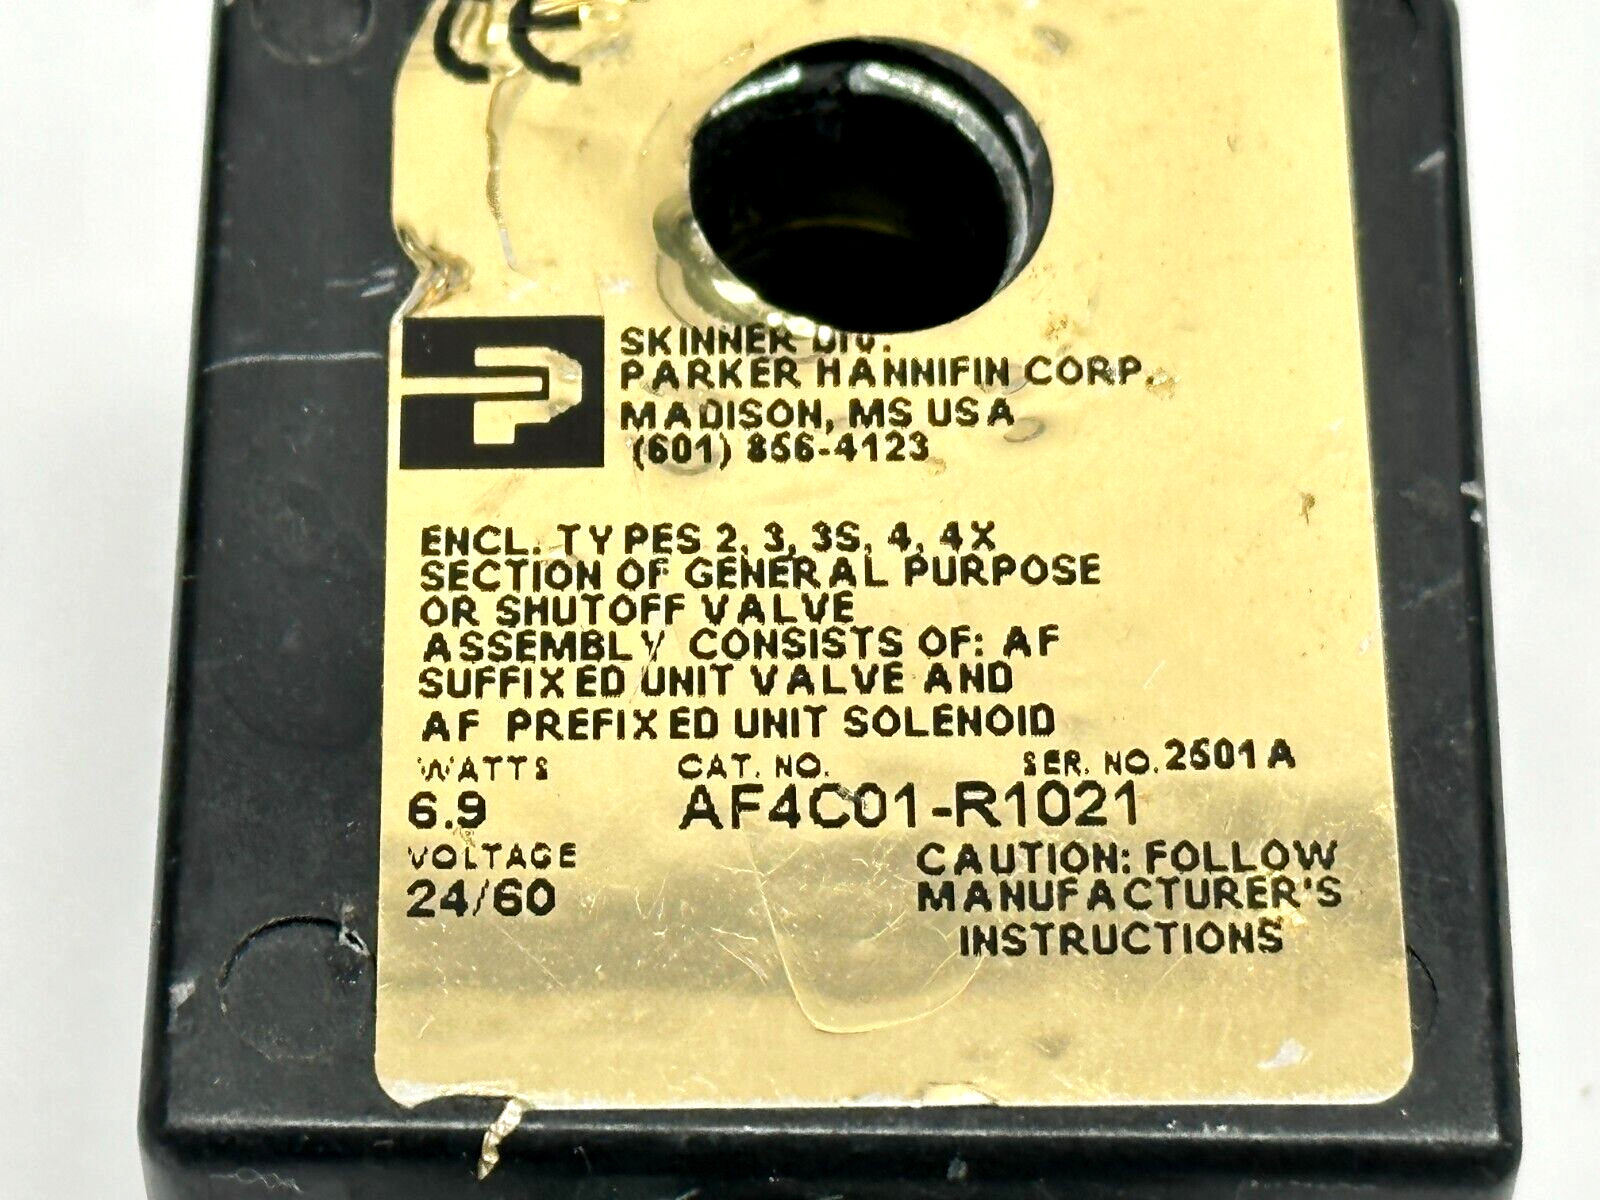 CE
SKINNER DIV.
PARKER HANNIFIN CORP.
MADISON, MS USA
(601) 856-4123
ENCL. TYPES 2, 3, 3S, 4, 4X
SECTION OF GENERAL PURPOSE
OR SHUTOFF VALVE
ASSEMBLY CONSISTS OF: AF
SUFFIXED UNIT VALVE AND
AF PREFIXED UNIT SOLENOID
WATTS CAT. NO. SER. NO. 2501A
6.9 AF4C01-R1021
VOLTAGE CAUTION: FOLLOW
24/60 MANUFACTURER'S
INSTRUCTIONS